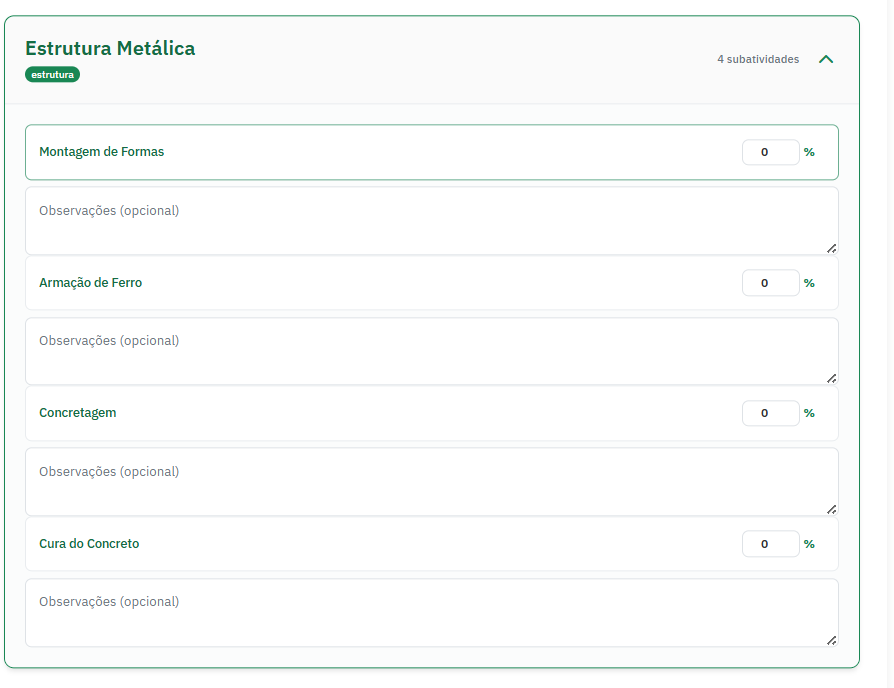 Estrutura Metálica
estrutura
4 subatividades
Montagem de Formas
0 %
Observações (opcional)
Armação de Ferro
0 %
Observações (opcional)
Concretagem
0 %
Observações (opcional)
Cura do Concreto
0 %
Observações (opcional)